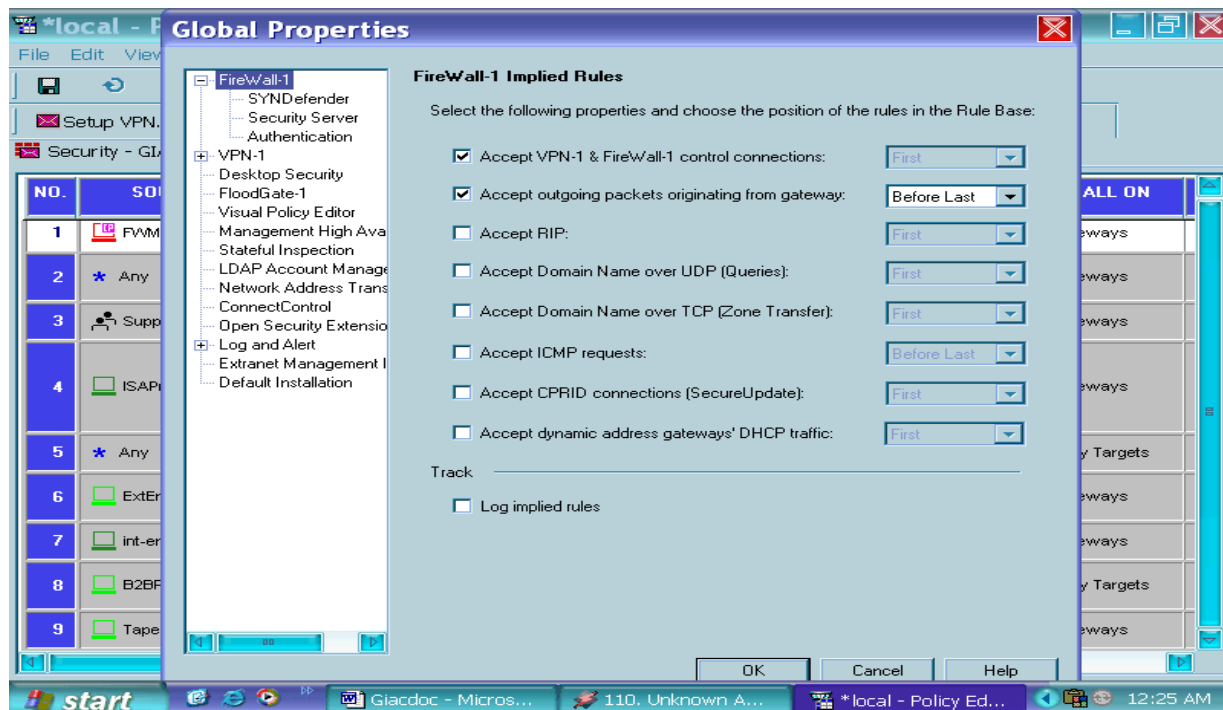 *local - P
Global Properties
File Edit View
Setup VPN.
Security - GI
FireWall-1
SYNDefender
Security Server
Authentication
VPN-1
Desktop Security
FloodGate-1
Visual Policy Editor
Management High Ava
Stateful Inspection
LDAP Account Manage
Network Address Trans
ConnectControl
Open Security Extensio
Log and Alert
Extranet Management I
Default Installation
FireWall-1 Implied Rules
Select the following properties and choose the position of the rules in the Rule Base:
Accept VPN-1 & FireWall-1 control connections: First
Accept outgoing packets originating from gateway: Before Last
Accept RIP: First
Accept Domain Name over UDP (Queries): First
Accept Domain Name over TCP (Zone Transfer): First
Accept ICMP requests: Before Last
Accept CPRID connections (SecureUpdate): First
Accept dynamic address gateways' DHCP traffic: First
Track
Log implied rules
OK Cancel Help
NO. SO ALL ON
1 FWM eways
2 * Any eways
3 Supp eways
4 ISAP eways
5 * Any y Targets
6 ExtEr eways
7 int-er eways
8 B2BF y Targets
9 Tape eways
start Giacdoc - Micros... 110. Unknown A... *local - Policy Ed... 12:25 AM